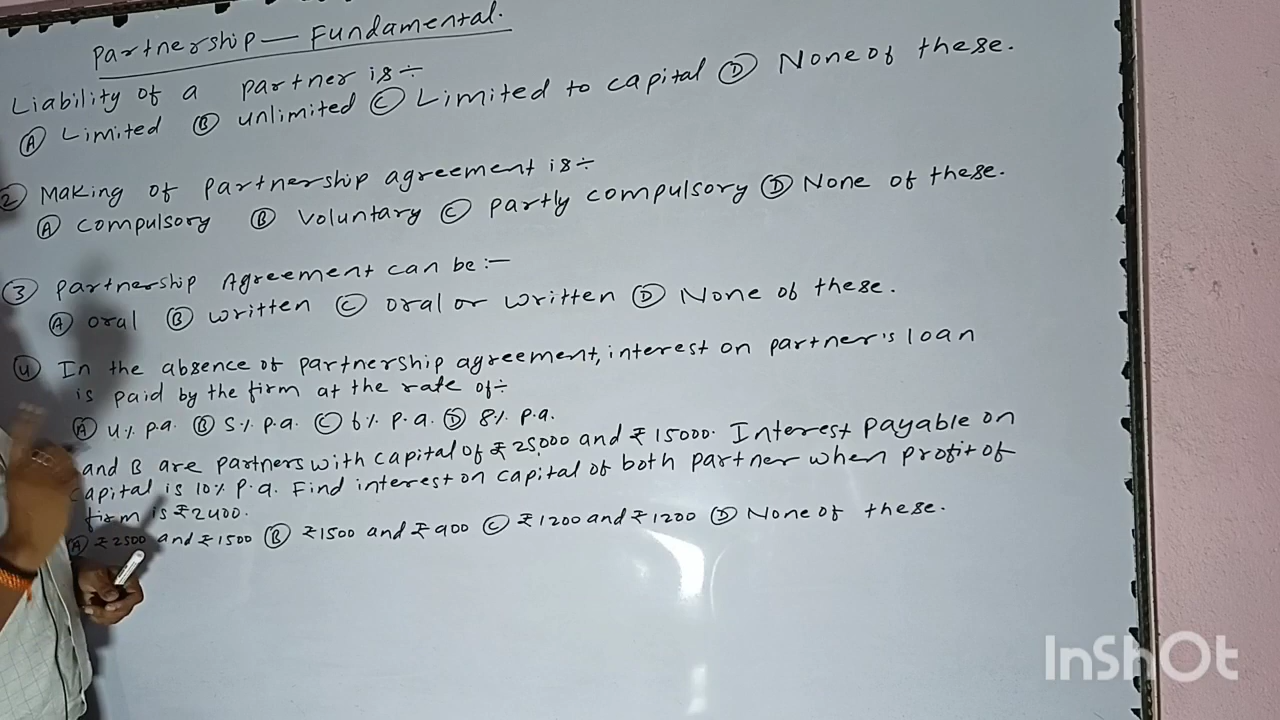 Partnership — Fundamental.
Liability of a partner is ÷
Ⓐ Limited Ⓑ unlimited Ⓒ Limited to capital Ⓓ None of these.
② Making of partnership agreement is ÷
Ⓐ compulsory Ⓑ voluntary Ⓒ partly compulsory Ⓓ None of these.
③ Partnership Agreement can be :—
Ⓐ oral Ⓑ written Ⓒ oral or written Ⓓ None of these.
④ In the absence of partnership agreement, interest on partner's loan
is paid by the firm at the rate of ÷
Ⓐ 4% p.a. Ⓑ 5% p.a. Ⓒ 6% p.a. Ⓓ 8% p.a.
and B are partners with capital of ₹ 25,000 and ₹ 15000. Interest payable on
capital is 10% p.a. Find interest on capital of both partner when profit of
firm is ₹2400.
Ⓐ ₹2500 and ₹1500 Ⓑ ₹1500 and ₹900 Ⓒ ₹1200 and ₹1200 Ⓓ None of these.
InShOt